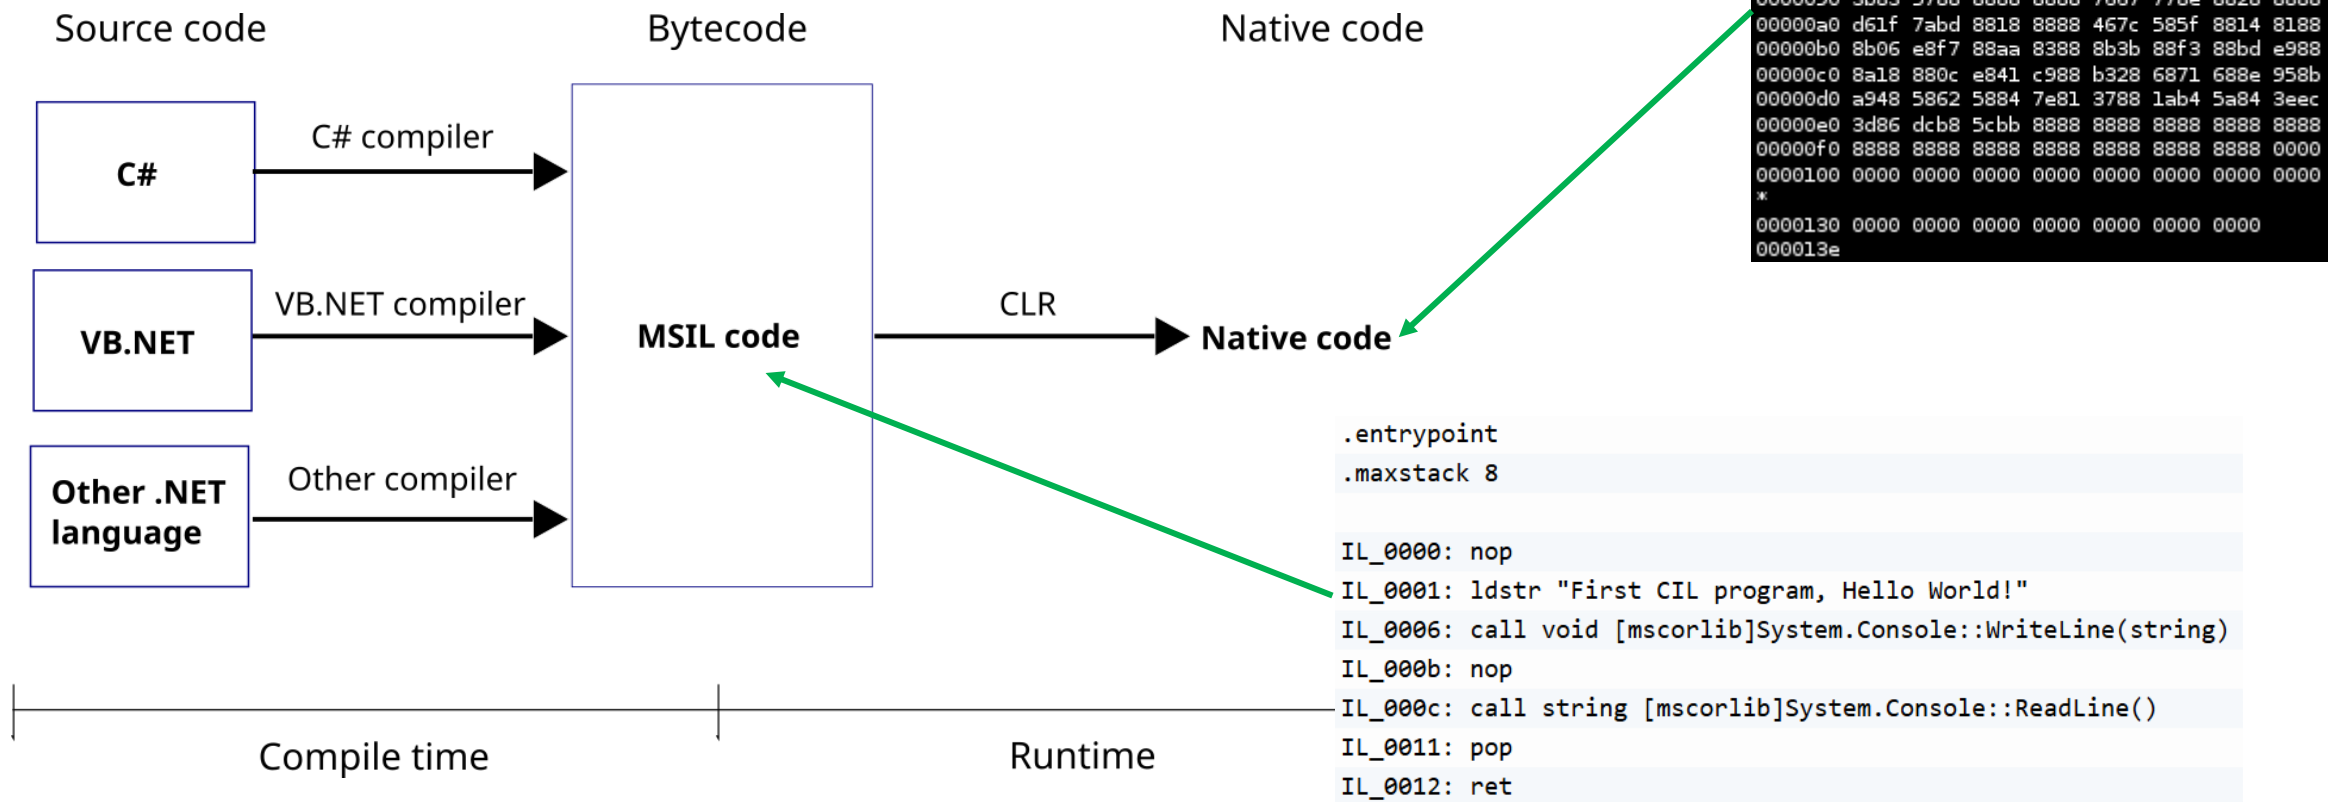 Source code
Bytecode
Native code
C#
C# compiler
VB.NET
VB.NET compiler
Other .NET
language
Other compiler
MSIL code
CLR
Native code
Compile time
Runtime
00000a0 d61f 7abd 8818 8888 467c 585f 8814 8188
00000b0 8b06 e8f7 88aa 8388 8b3b 88f3 88bd e988
00000c0 8a18 880c e841 c988 b328 6871 688e 958b
00000d0 a948 5862 5884 7e81 3788 1ab4 5a84 3eec
00000e0 3d86 dcb8 5cbb 8888 8888 8888 8888 8888
00000f0 8888 8888 8888 8888 8888 8888 8888 0000
0000100 0000 0000 0000 0000 0000 0000 0000 0000
*
0000130 0000 0000 0000 0000 0000 0000 0000
000013e
.entrypoint
.maxstack 8
IL_0000: nop
IL_0001: ldstr "First CIL program, Hello World!"
IL_0006: call void [mscorlib]System.Console::WriteLine(string)
IL_000b: nop
IL_000c: call string [mscorlib]System.Console::ReadLine()
IL_0011: pop
IL_0012: ret